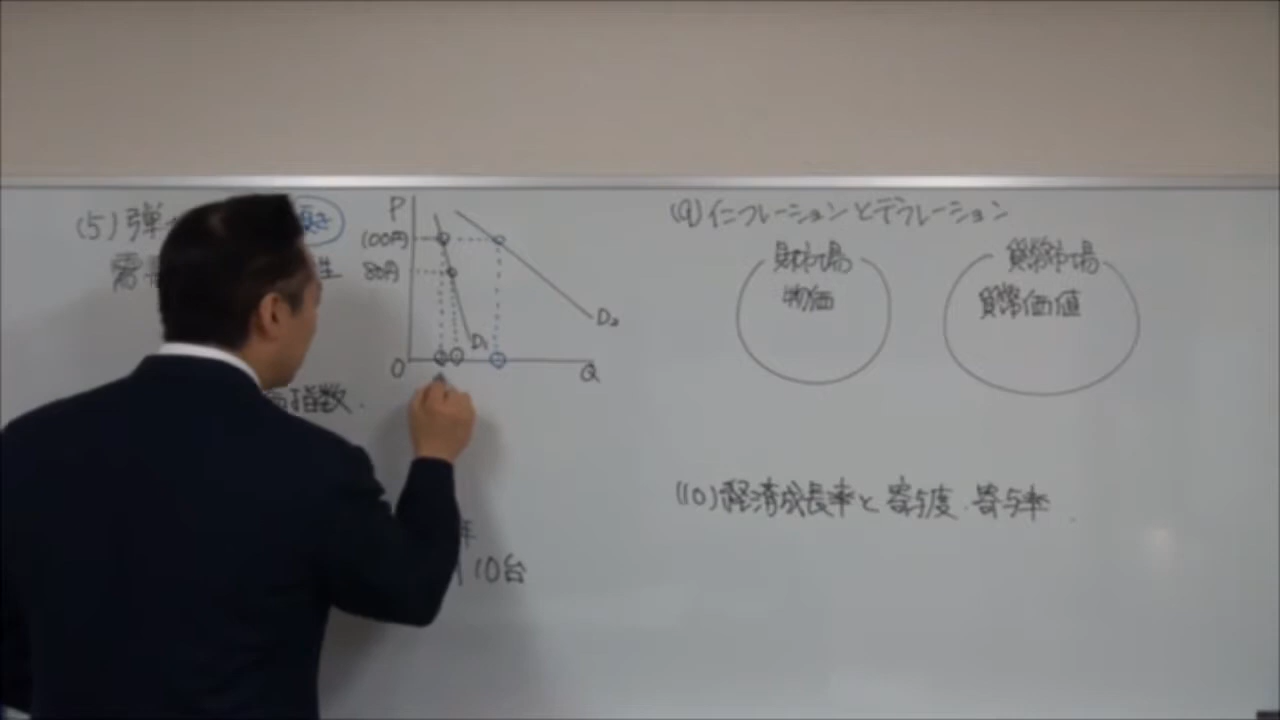 (5) 弾
需
P
100円
80円
D₁
D₂
O
Q
指数.
年
10台
(9) インフレーションとデフレーション
財市場
物価
貨幣市場
貨幣価値
(10) 経済成長率と寄与度.寄与率